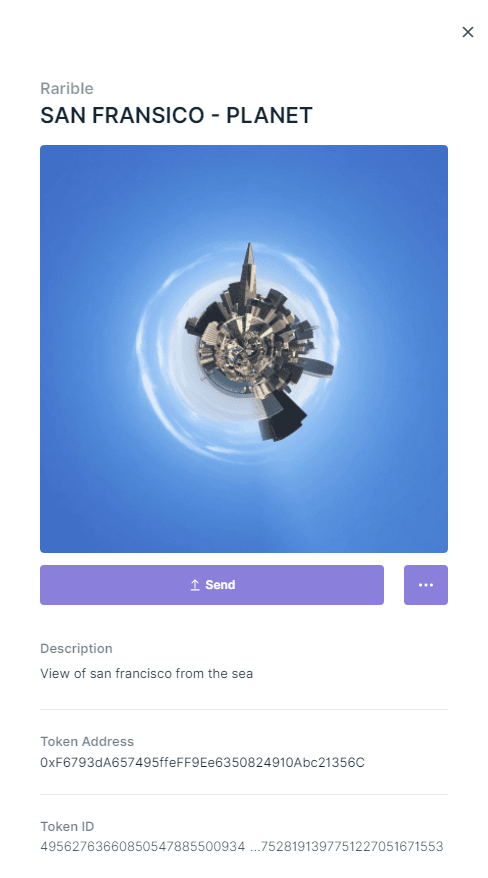 Rarible
SAN FRANSICO - PLANET
Send
Description
View of san francisco from the sea
Token Address
0xF6793dA657495ffeFF9Ee6350824910Abc21356C
Token ID
49562763660850547885500934 ...7528191397751227051671553